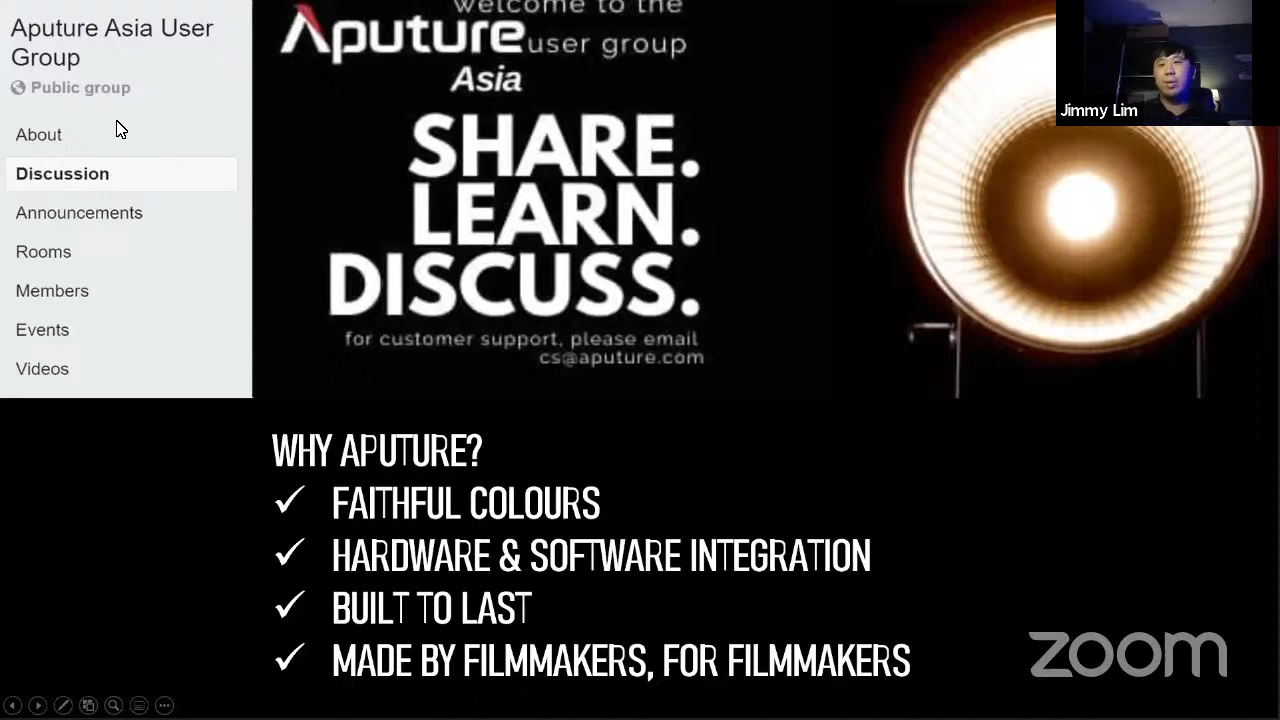 Aputure Asia User
Group
Public group
About
Discussion
Announcements
Rooms
Members
Events
Videos
welcome to the
Aputure user group
Asia
SHARE.
LEARN.
DISCUSS.
for customer support, please email
cs@aputure.com
Jimmy Lim
WHY APUTURE?
✓ FAITHFUL COLOURS
✓ HARDWARE & SOFTWARE INTEGRATION
✓ BUILT TO LAST
✓ MADE BY FILMMAKERS, FOR FILMMAKERS
zoom